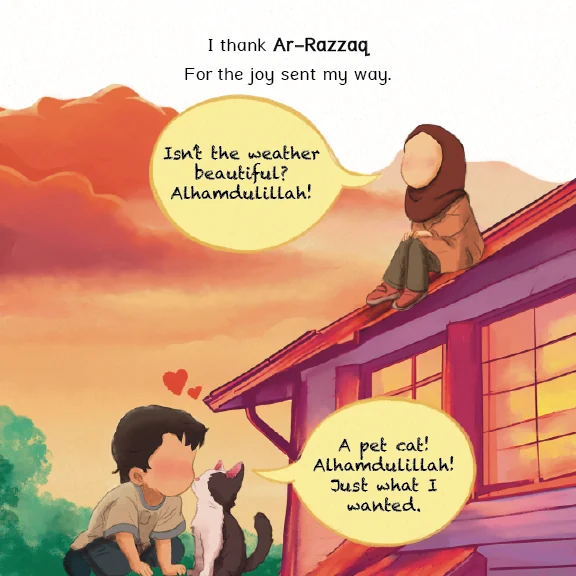 I thank Ar-Razzaq
For the joy sent my way.
Isn't the weather
beautiful?
Alhamdulillah!
A pet cat!
Alhamdulillah!
Just what I
wanted.